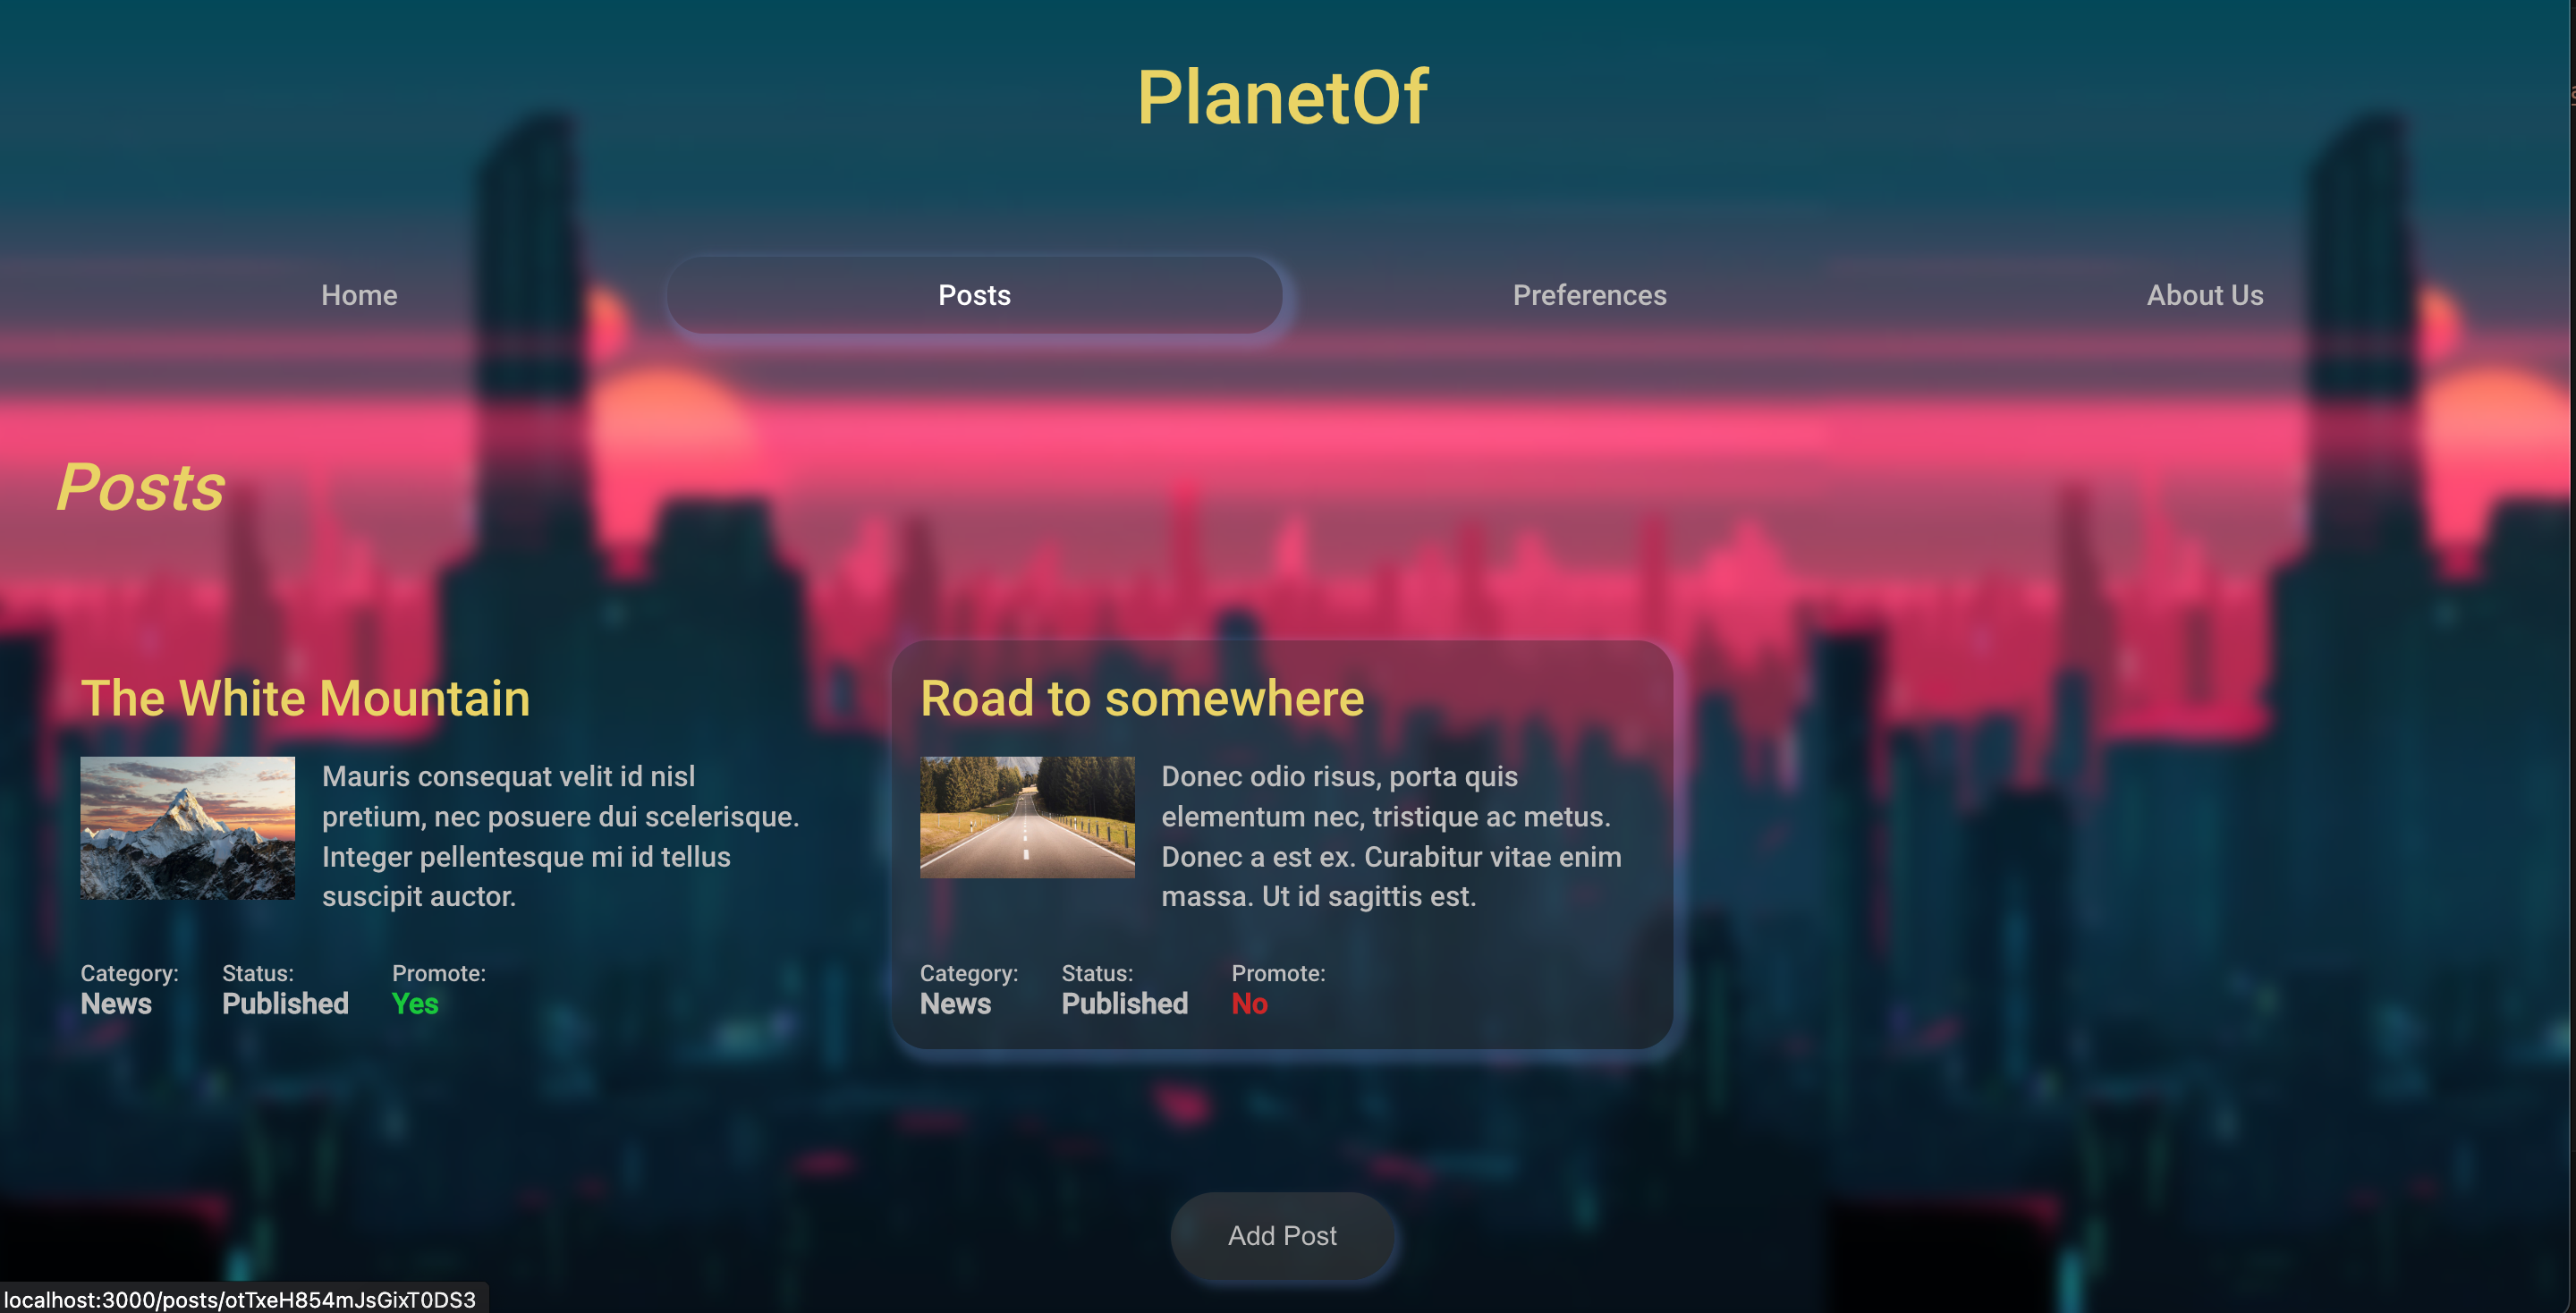 PlanetOf
Home
Posts
Preferences
About Us
Posts
The White Mountain
Mauris consequat velit id nisl
pretium, nec posuere dui scelerisque.
Integer pellentesque mi id tellus
suscipit auctor.
Category:
News
Status:
Published
Promote:
Yes
Road to somewhere
Donec odio risus, porta quis
elementum nec, tristique ac metus.
Donec a est ex. Curabitur vitae enim
massa. Ut id sagittis est.
Category:
News
Status:
Published
Promote:
No
Add Post
localhost:3000/posts/otTxeH854mJsGixT0DS3